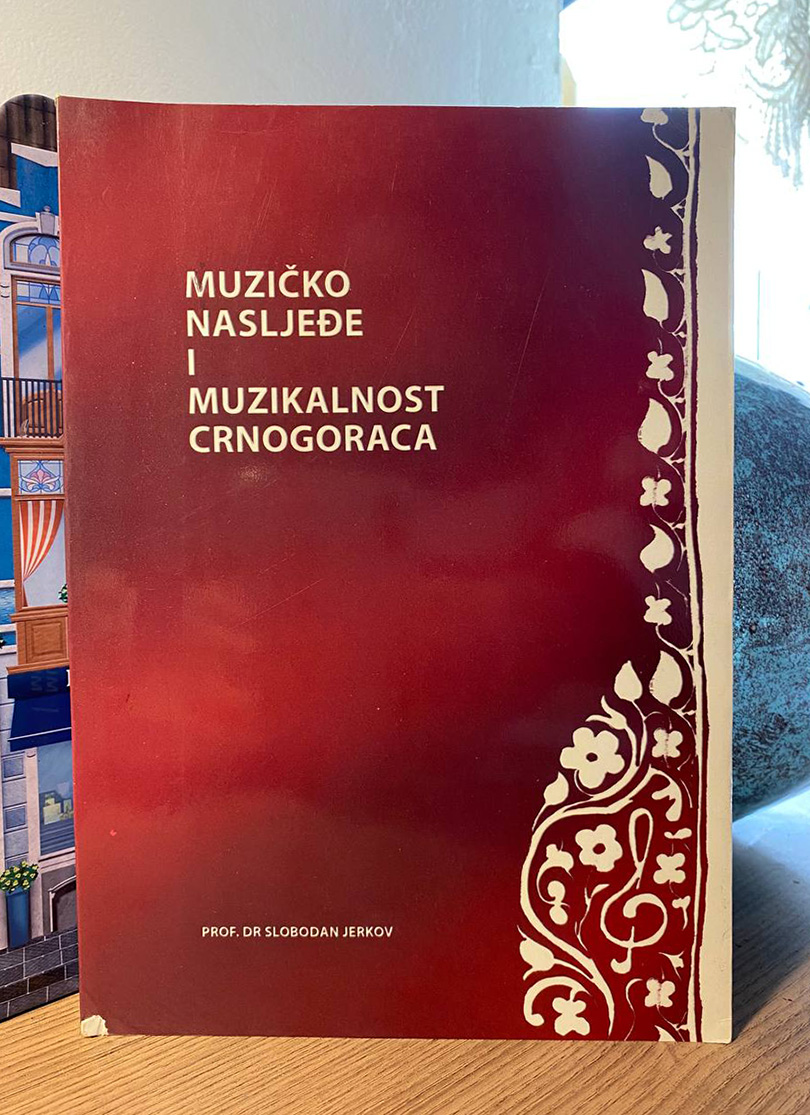 MUZIČKO
NASLJEĐE
I
MUZIKALNOST
CRNOGORACA
PROF. DR SLOBODAN JERKOV